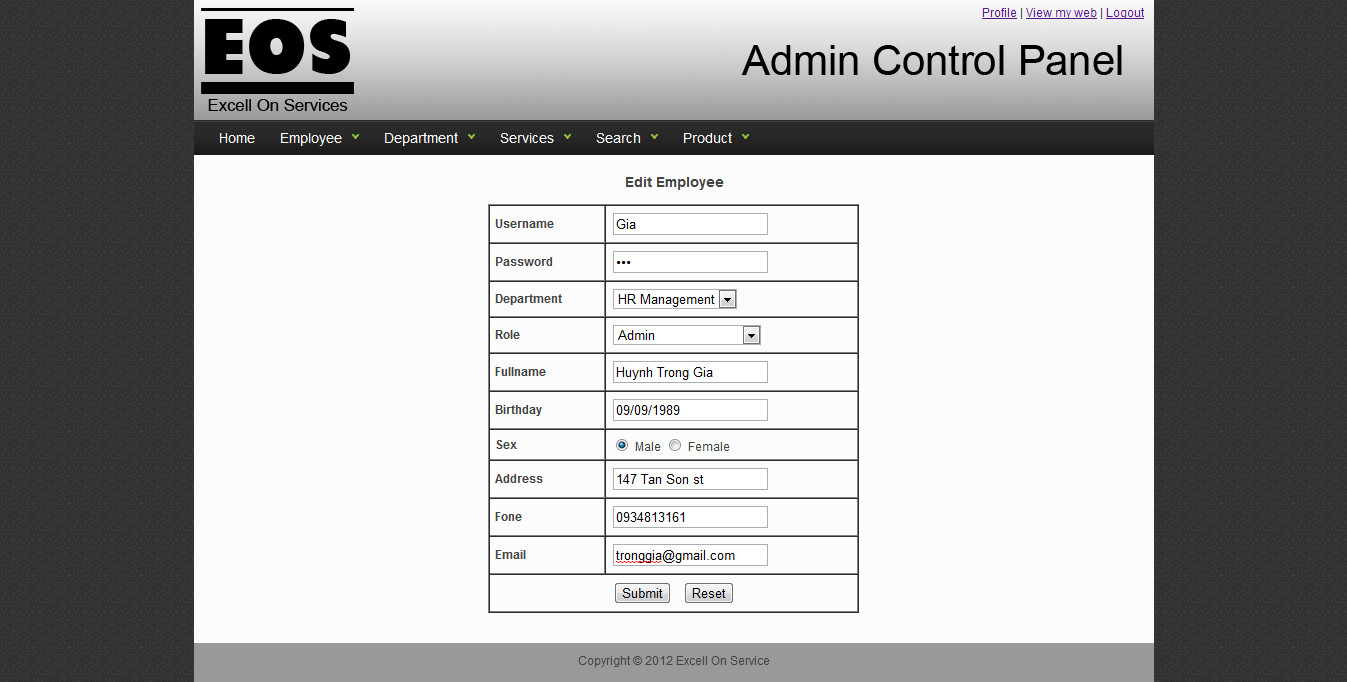 EOS
Excell On Services
Profile | View my web | Logout
Admin Control Panel
Home Employee Department Services Search Product
Edit Employee
Username Gia
Password •••
Department HR Management
Role Admin
Fullname Huynh Trong Gia
Birthday 09/09/1989
Sex Male Female
Address 147 Tan Son st
Fone 0934813161
Email tronggia@gmail.com
Submit Reset
Copyright © 2012 Excell On Service